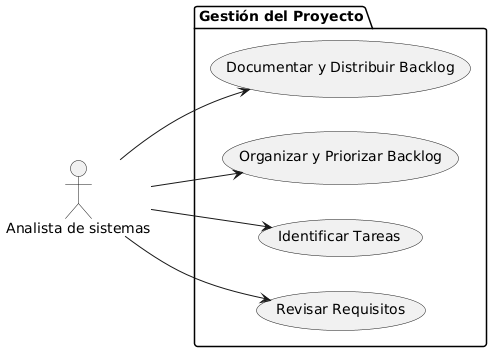 Gestión del Proyecto
Documentar y Distribuir Backlog
Organizar y Priorizar Backlog
Analista de sistemas
Identificar Tareas
Revisar Requisitos